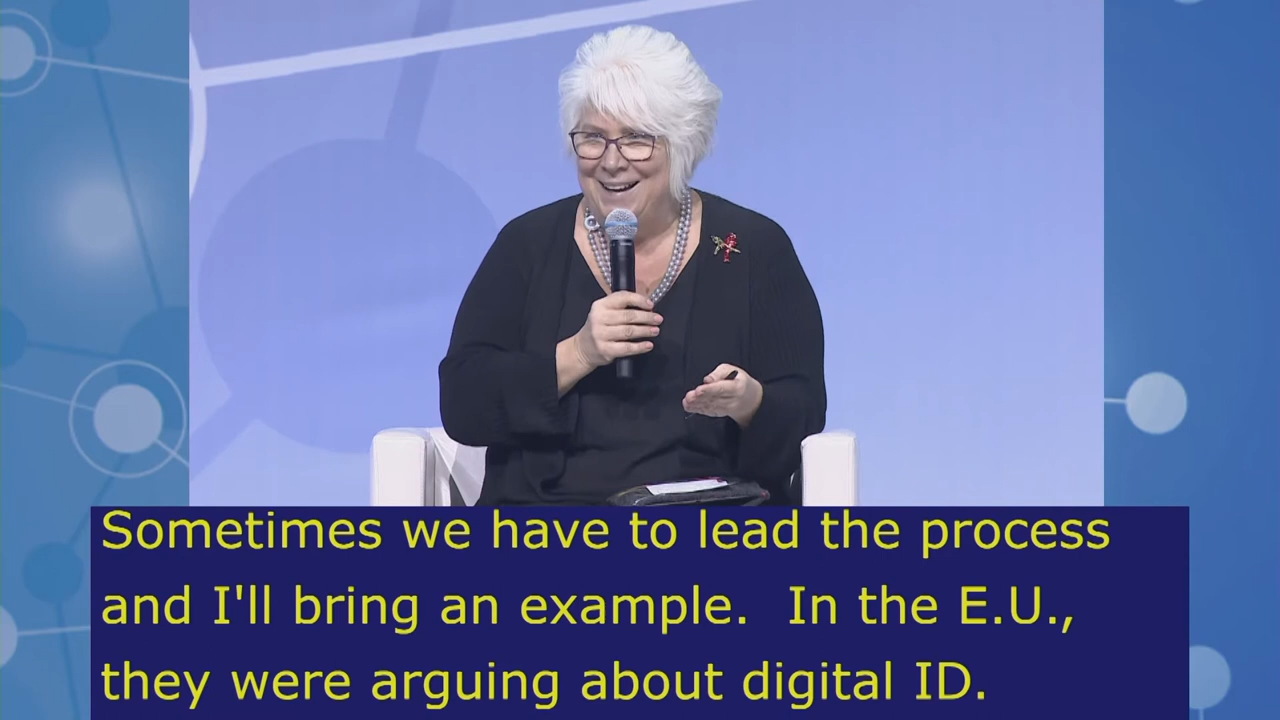 Sometimes we have to lead the process
and I'll bring an example.  In the E.U.,
they were arguing about digital ID.